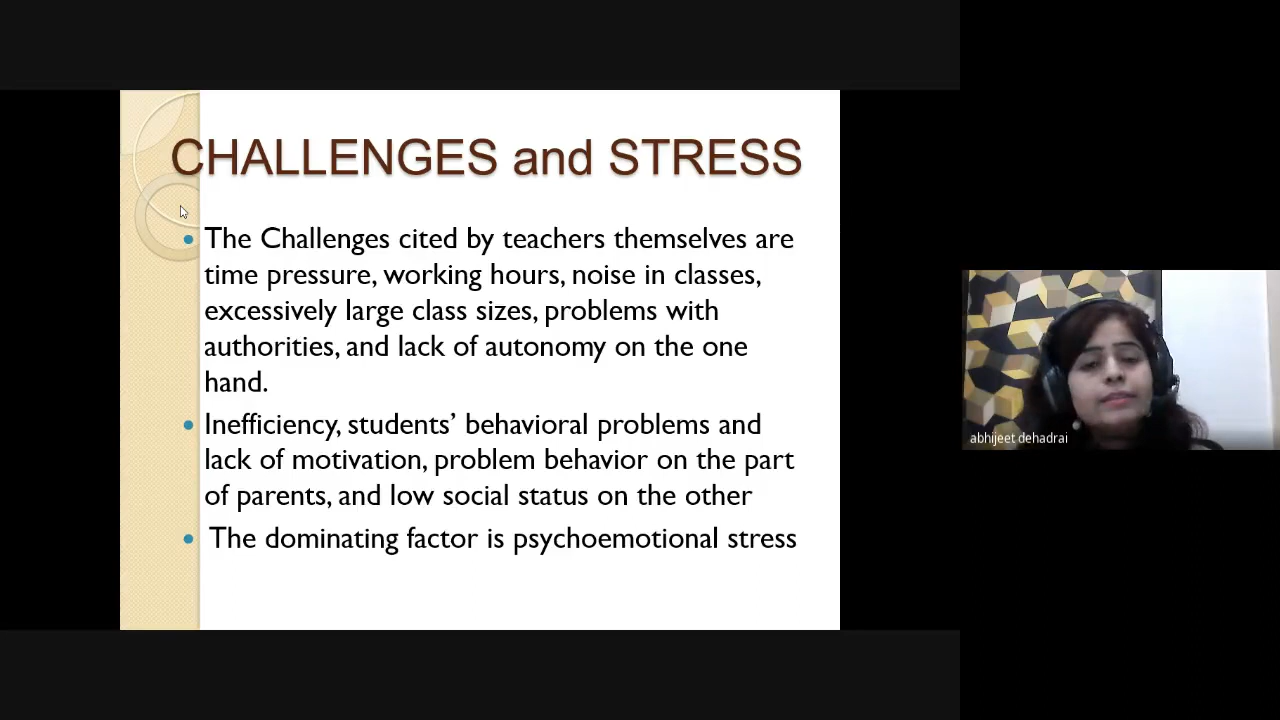 CHALLENGES and STRESS
• The Challenges cited by teachers themselves are
time pressure, working hours, noise in classes,
excessively large class sizes, problems with
authorities, and lack of autonomy on the one
hand.
• Inefficiency, students’ behavioral problems and
lack of motivation, problem behavior on the part
of parents, and low social status on the other
• The dominating factor is psychoemotional stress
abhijeet dehadrai